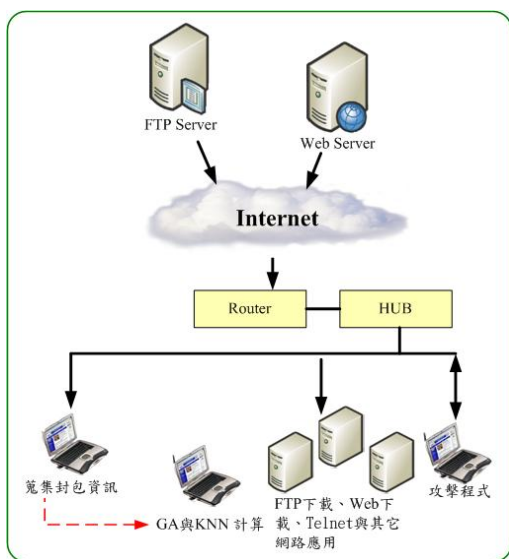 FTP Server
Web Server
Internet
Router
HUB
蒐集封包資訊
GA與KNN 計算
FTP下載、Web下
載、Telnet與其它
網路應用
攻擊程式